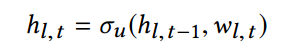 h_{l,t} = σ_u(h_{l,t−1}, w_{l,t})